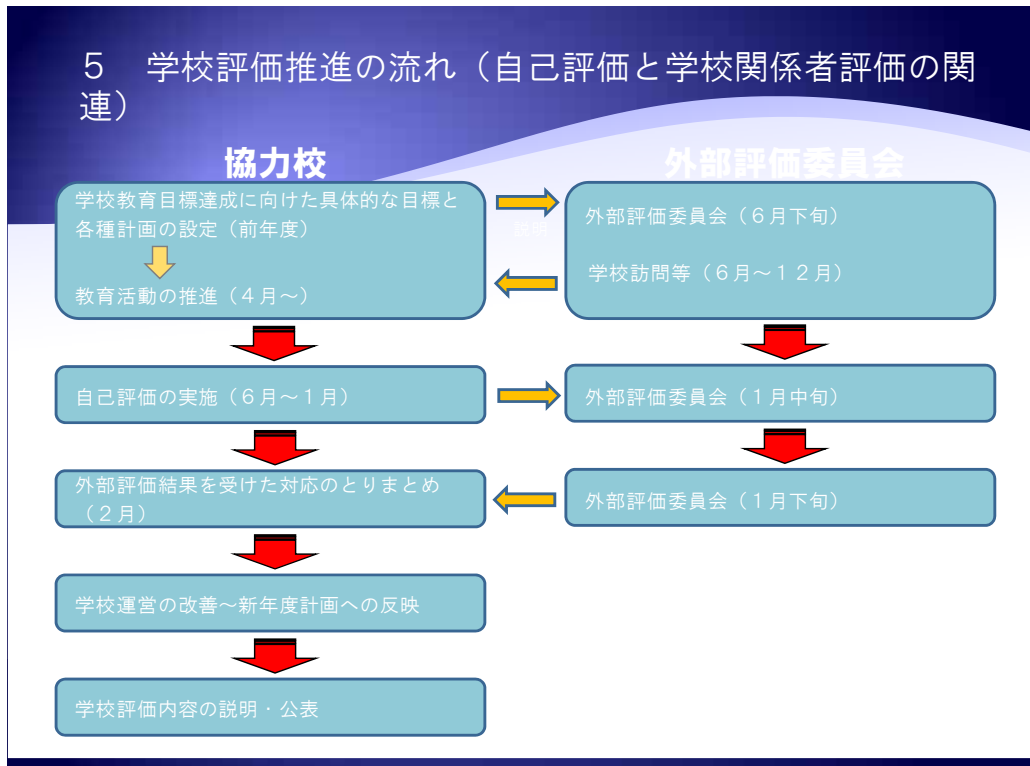 ５　学校評価推進の流れ（自己評価と学校関係者評価の関
連）
協力校
外部評価委員会
学校教育目標達成に向けた具体的な目標と
各種計画の設定（前年度）
教育活動の推進（４月～）
説明
外部評価委員会（６月下旬）
学校訪問等（６月～１２月）
自己評価の実施（６月～１月）
外部評価委員会（１月中旬）
外部評価結果を受けた対応のとりまとめ
（２月）
外部評価委員会（１月下旬）
学校運営の改善～新年度計画への反映
学校評価内容の説明・公表